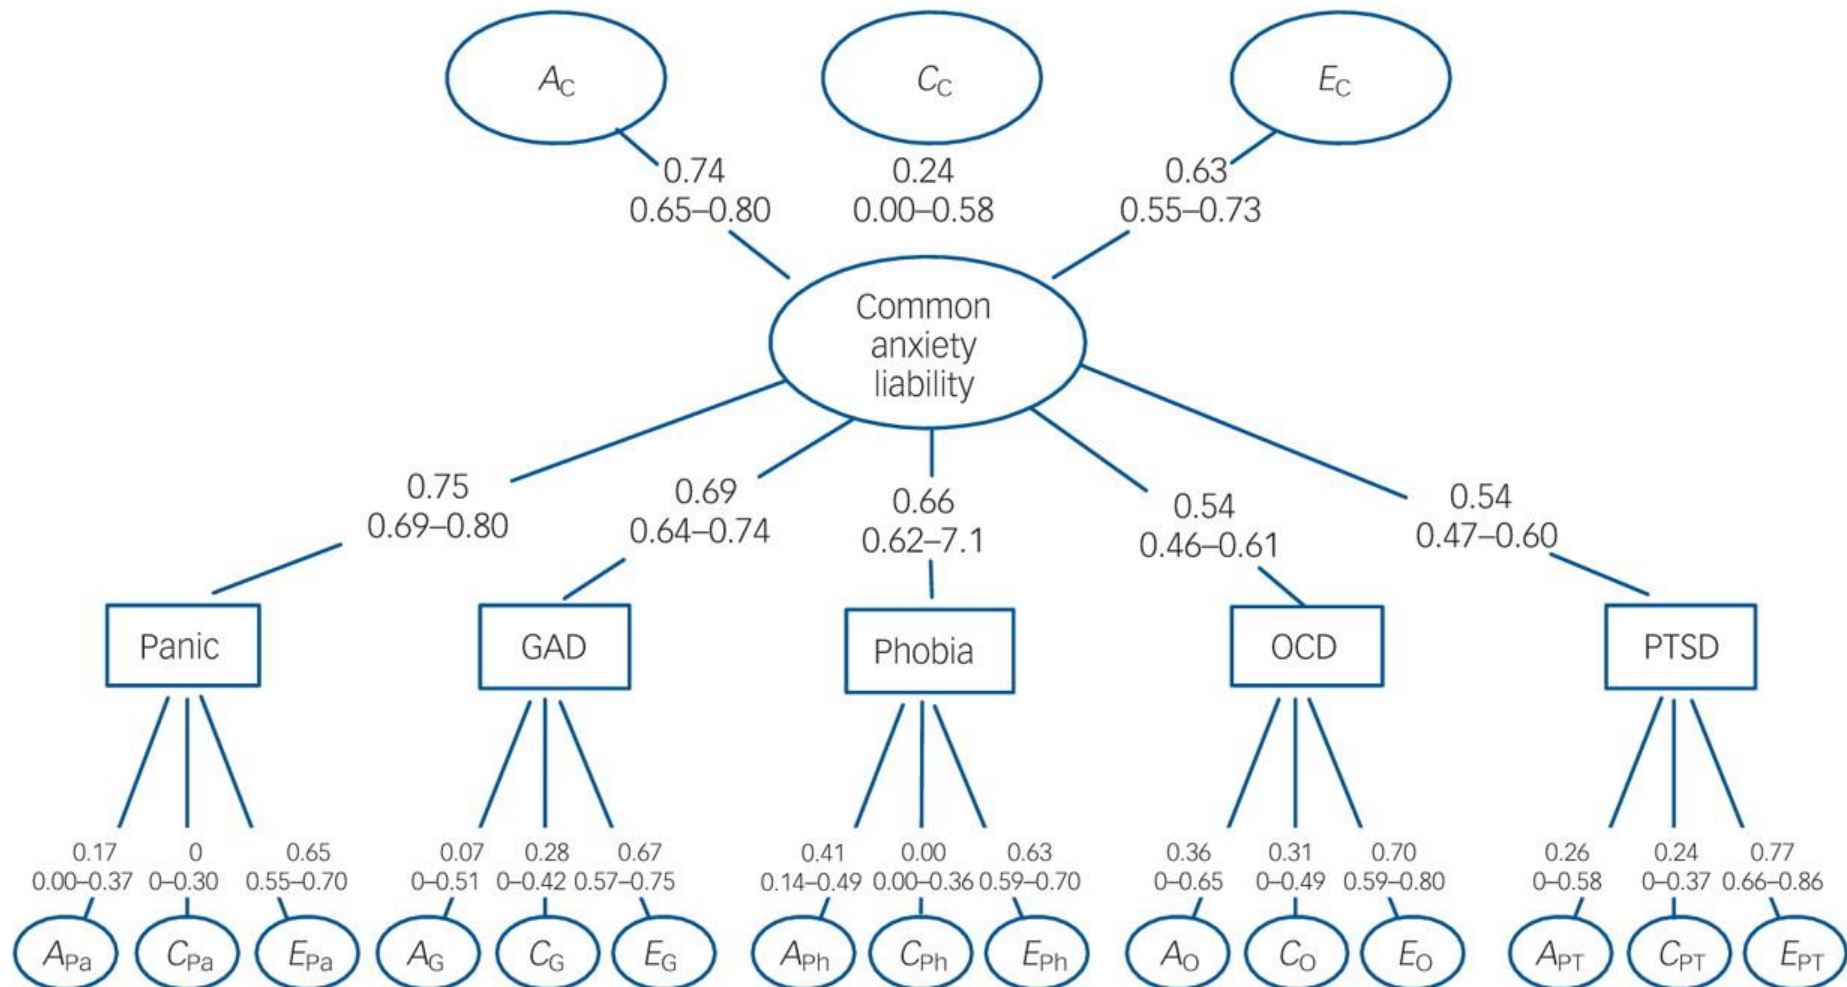 AC
CC
EC
0.74
0.65–0.80
0.24
0.00–0.58
0.63
0.55–0.73
Common
anxiety
liability
0.75
0.69–0.80
0.69
0.64–0.74
0.66
0.62–7.1
0.54
0.46–0.61
0.54
0.47–0.60
Panic
GAD
Phobia
OCD
PTSD
0.17
0.00–0.37
0
0–0.30
0.65
0.55–0.70
0.07
0–0.51
0.28
0–0.42
0.67
0.57–0.75
0.41
0.14–0.49
0.00
0.00–0.36
0.63
0.59–0.70
0.36
0–0.65
0.31
0–0.49
0.70
0.59–0.80
0.26
0–0.58
0.24
0–0.37
0.77
0.66–0.86
APa
CPa
EPa
AG
CG
EG
APh
CPh
EPh
AO
CO
EO
APT
CPT
EPT